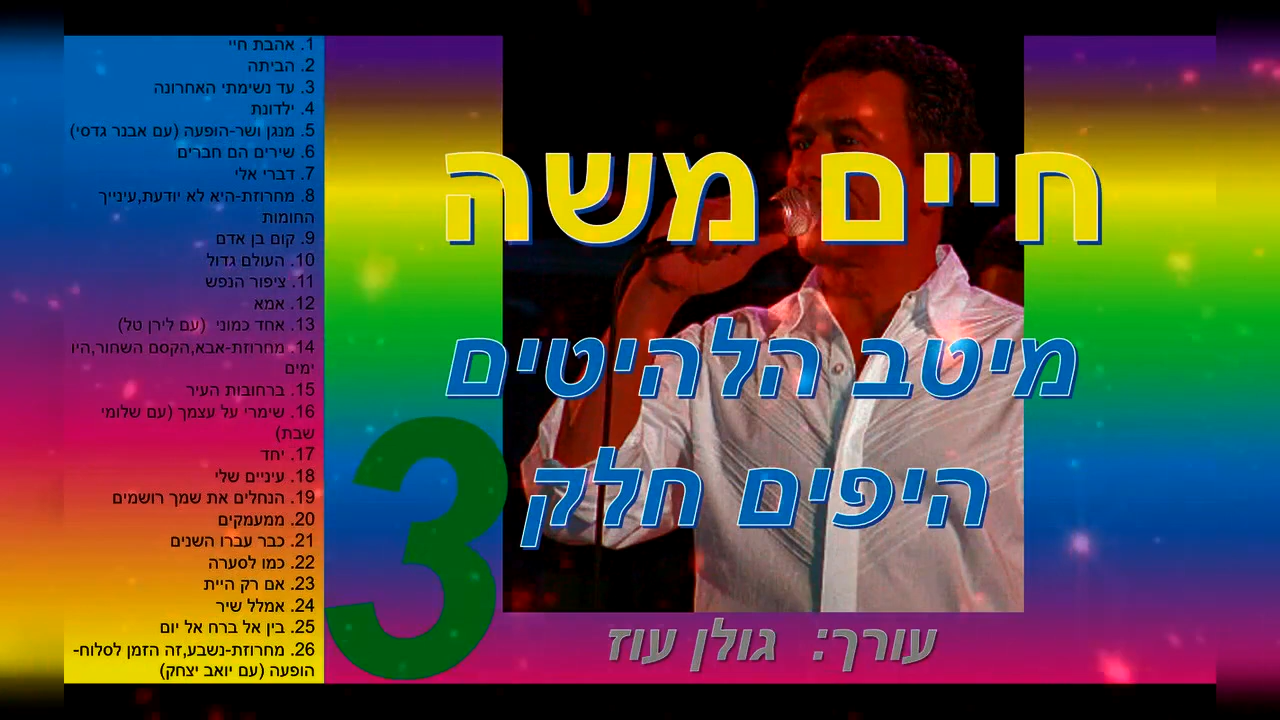 חיים משה
מיטב הלהיטים
היפים חלק
3
עורך: גולן עוז
1. אהבת חיי
2. הביתה
3. עד נשימתי האחרונה
4. ילדונת
5. מנגן ושר-הופעה (עם אבנר גדסי)
6. שירים הם חברים
7. דברי אלי
8. מחרוזת-היא לא יודעת,עינייך
החומות
9. קום בן אדם
10. העולם גדול
11. ציפור הנפש
12. אמא
13. אחד כמוני (עם לירן טל)
14. מחרוזת-אבא,הקסם השחור,היו
ימים
15. ברחובות העיר
16. שימרי על עצמך (עם שלומי
שבת)
17. יחד
18. עיניים שלי
19. הנחלים את שמך רושמים
20. ממעמקים
21. כבר עברו השנים
22. כמו לסערה
23. אם רק היית
24. אמלל שיר
25. בין אל ברח אל יום
26. מחרוזת-נשבע,זה הזמן לסלוח-
הופעה (עם יואב יצחק)